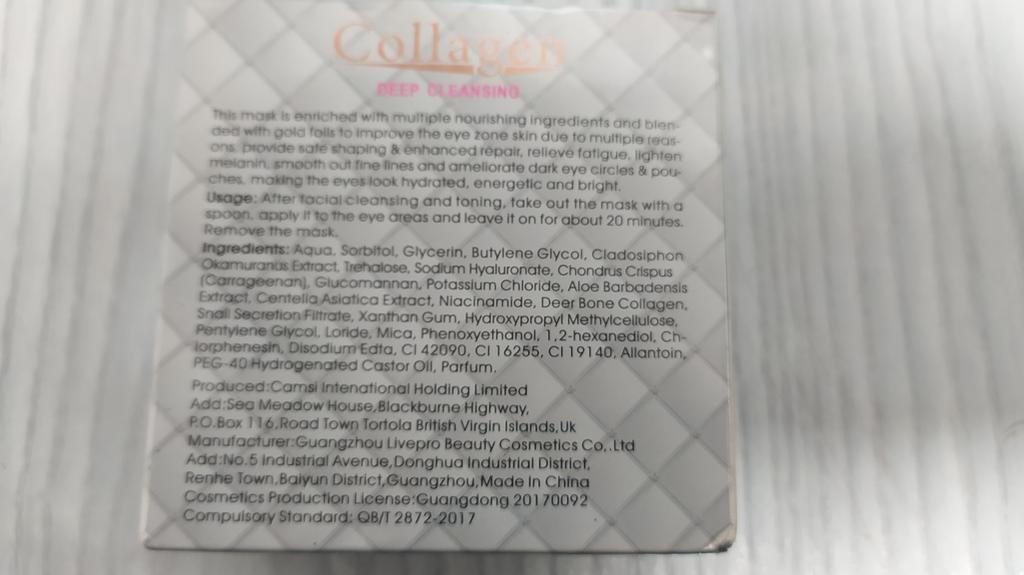 Collagen
DEEP CLEANSING
This mask is enriched with multiple nourishing ingredients and blen-
ded with gold foils to improve the eye zone skin due to multiple reas-
ons, provide safe shaping & enhanced repair, relieve fatigue, lighten
melanin, smooth out fine lines and ameliorate dark eye circles & pou-
ches, making the eyes look hydrated, energetic and bright.
Usage: After facial cleansing and toning, take out the mask with a
spoon, apply it to the eye areas and leave it on for about 20 minutes.
Remove the mask.
Ingredients: Aqua, Sorbitol, Glycerin, Butylene Glycol, Cladosiphon
Okamuranus Extract, Trehalose, Sodium Hyaluronate, Chondrus Crispus
(Carrageenan), Glucomannan, Potassium Chloride, Aloe Barbadensis
Extract, Centella Asiatica Extract, Niacinamide, Deer Bone Collagen,
Snail Secretion Filtrate, Xanthan Gum, Hydroxypropyl Methylcellulose,
Pentylene Glycol, Loride, Mica, Phenoxyethanol, 1,2-hexanediol, Ch-
lorphenesin, Disodium Edta, CI 42090, CI 16255, CI 19140, Allantoin,
PEG-40 Hydrogenated Castor Oil, Parfum.
Produced:Camsi International Holding Limited
Add:Sea Meadow House,Blackburne Highway,
P.O.Box 116,Road Town Tortola British Virgin Islands,Uk
Manufacturer:Guangzhou Livepro Beauty Cosmetics Co,.Ltd
Add:No.5 Industrial Avenue,Donghua Industrial District,
Renhe Town,Baiyun District,Guangzhou,Made In China
Cosmetics Production License:Guangdong 20170092
Compulsory Standard: QB/T 2872-2017